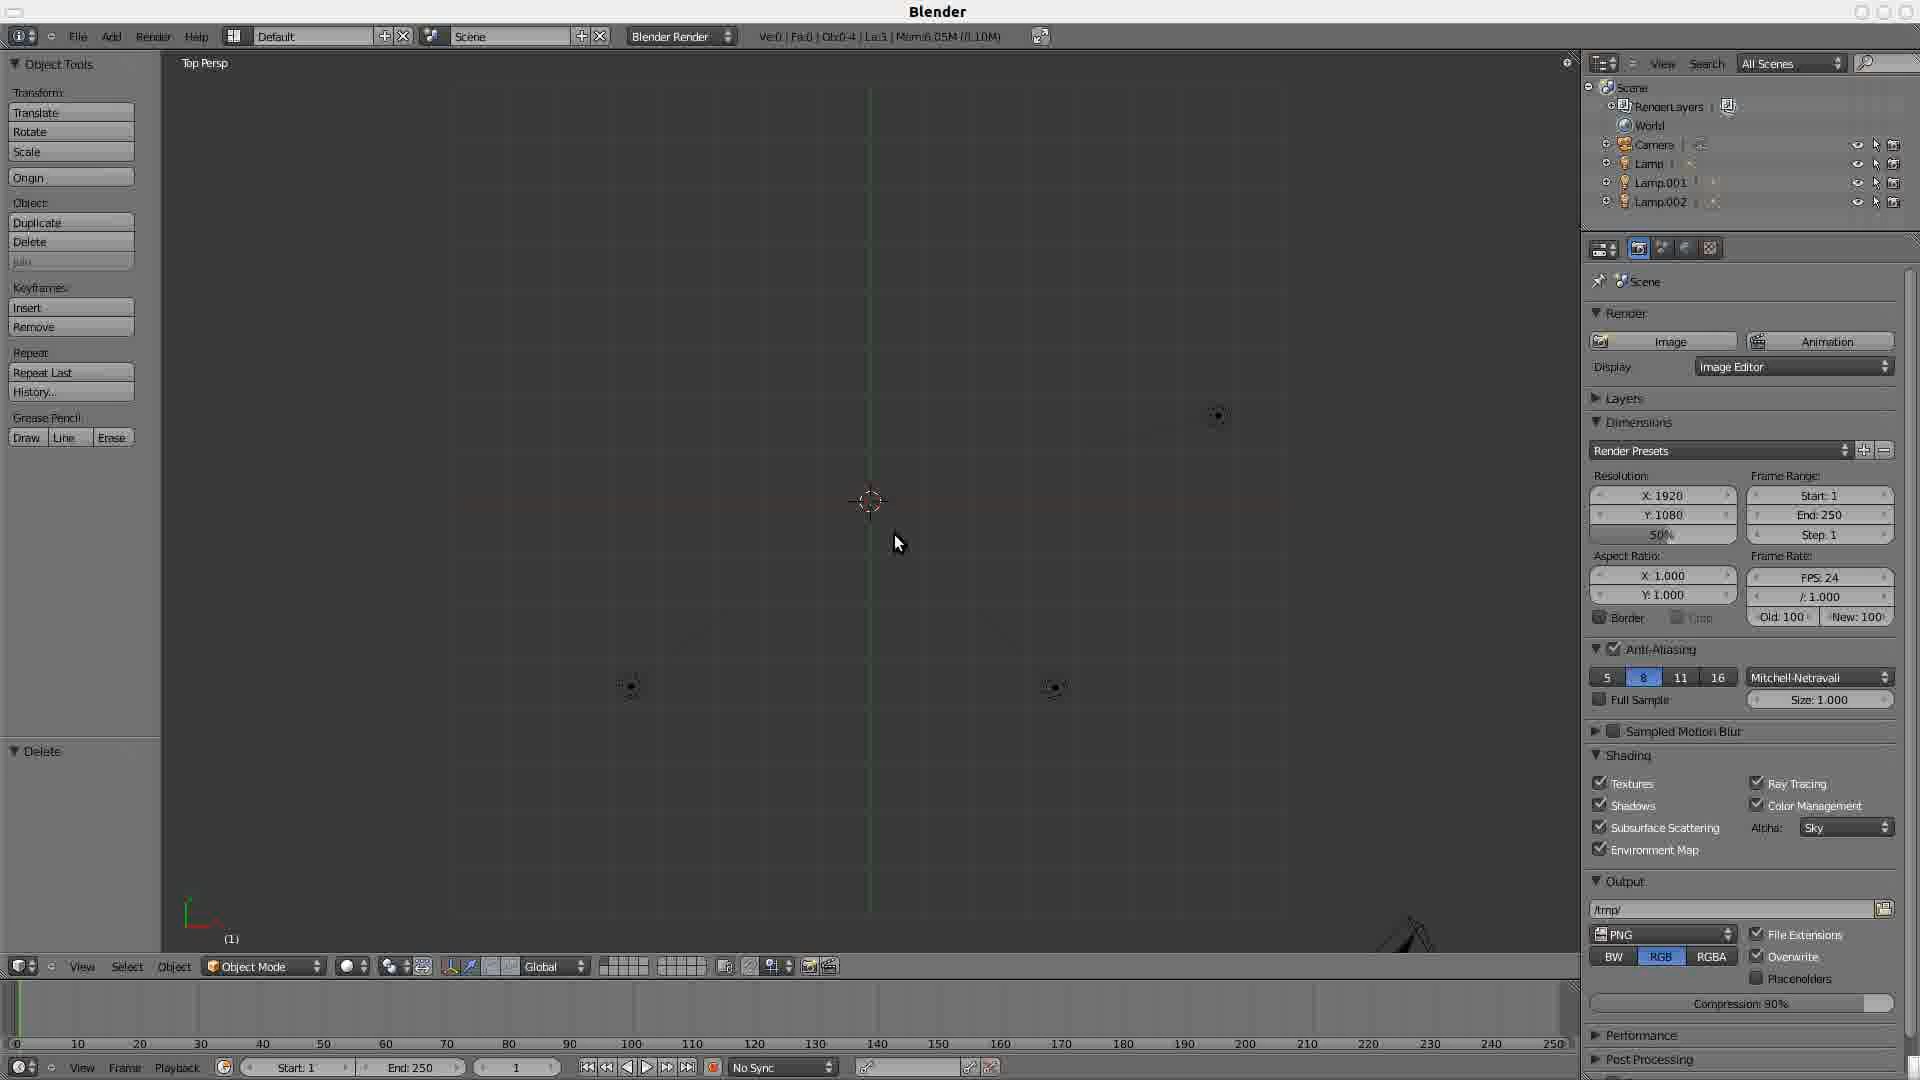 Blender
File Add Render Help Default Scene Blender Render Ve:0 | Fa:0 | Ob:0-4 | La:3 | Mem:6.05M (0.10M)
Object Tools
Transform:
Translate
Rotate
Scale
Origin
Object:
Duplicate
Delete
Join
Keyframes:
Insert
Remove
Repeat:
Repeat Last
History...
Grease Pencil:
Draw Line Erase
Delete
Top Persp
(1)
View Select Object Object Mode Global
0 10 20 30 40 50 60 70 80 90 100 110 120 130 140 150 160 170 180 190 200 210 220 230 240 250
View Frame Playback Start: 1 End: 250 1 No Sync
View Search All Scenes
Scene
RenderLayers |
World
Camera |
Lamp |
Lamp.001 |
Lamp.002 |
Scene
Render
Image Animation
Display: Image Editor
Layers
Dimensions
Render Presets
Resolution: Frame Range:
X: 1920 Start: 1
Y: 1080 End: 250
50% Step: 1
Aspect Ratio: Frame Rate:
X: 1.000 FPS: 24
Y: 1.000 /: 1.000
Border Crop Old: 100 New: 100
Anti-Aliasing
5 8 11 16 Mitchell-Netravali
Full Sample Size: 1.000
Sampled Motion Blur
Shading
Textures Ray Tracing
Shadows Color Management
Subsurface Scattering Alpha: Sky
Environment Map
Output
/tmp/
PNG File Extensions
BW RGB RGBA Overwrite
Placeholders
Compression: 90%
Performance
Post Processing